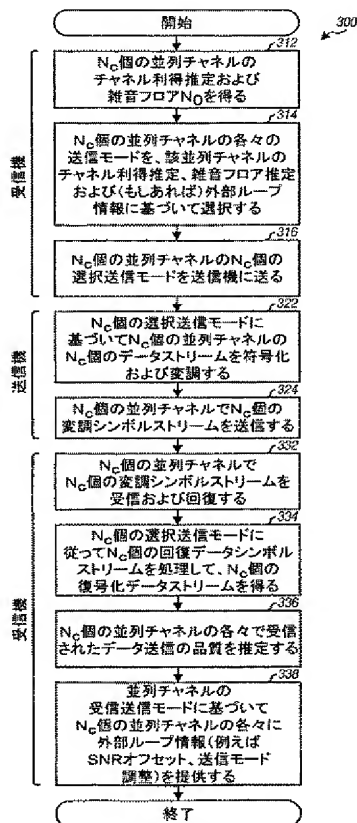 開始
300
312
N_C個の並列チャネルの
チャネル利得推定および
雑音フロアN_0を得る
314
N_C個の並列チャネルの各々の
送信モードを、該並列チャネルの
チャネル利得推定、雑音フロア推定
および(もしあれば)外部ループ
情報に基づいて選択する
316
N_C個の並列チャネルのN_C個の
選択送信モードを送信機に送る
受信機
322
N_C個の選択送信モードに
基づいてN_C個の並列チャネルの
N_C個のデータストリームを符号化
および変調する
324
N_C個の並列チャネルでN_C個の
変調シンボルストリームを送信する
送信機
332
N_C個の並列チャネルで
N_C個の変調シンボルストリームを
受信および回復する
334
N_C個の選択送信モードに
従ってN_C個の回復データシンボル
ストリームを処理して、N_C個の
復号化データストリームを得る
336
N_C個の並列チャネルの各々で受信
されたデータ送信の品質を推定する
338
並列チャネルの
受信送信モードに基づいて
N_C個の並列チャネルの各々に
外部ループ情報(例えば
SNRオフセット、送信モード
調整)を提供する
受信機
終了